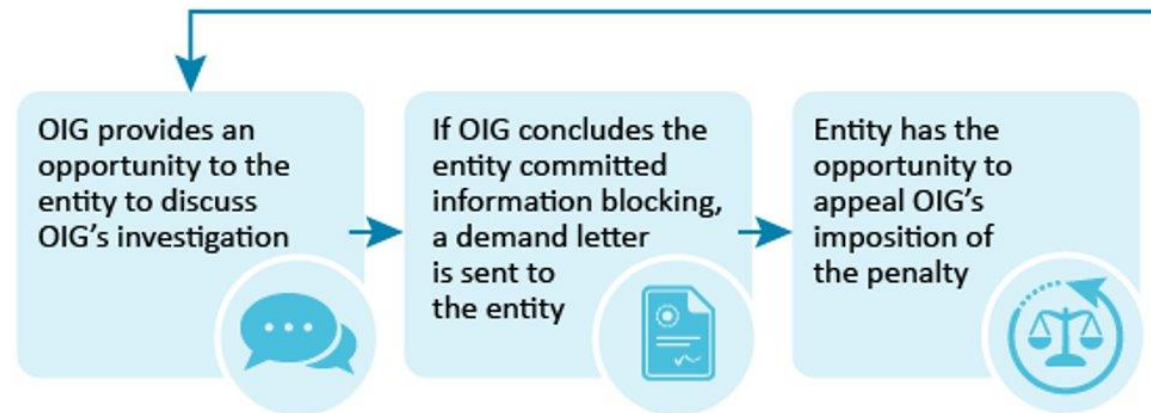 OIG provides an
opportunity to the
entity to discuss
OIG’s investigation
If OIG concludes the
entity committed
information blocking,
a demand letter
is sent to
the entity
Entity has the
opportunity to
appeal OIG’s
imposition of
the penalty